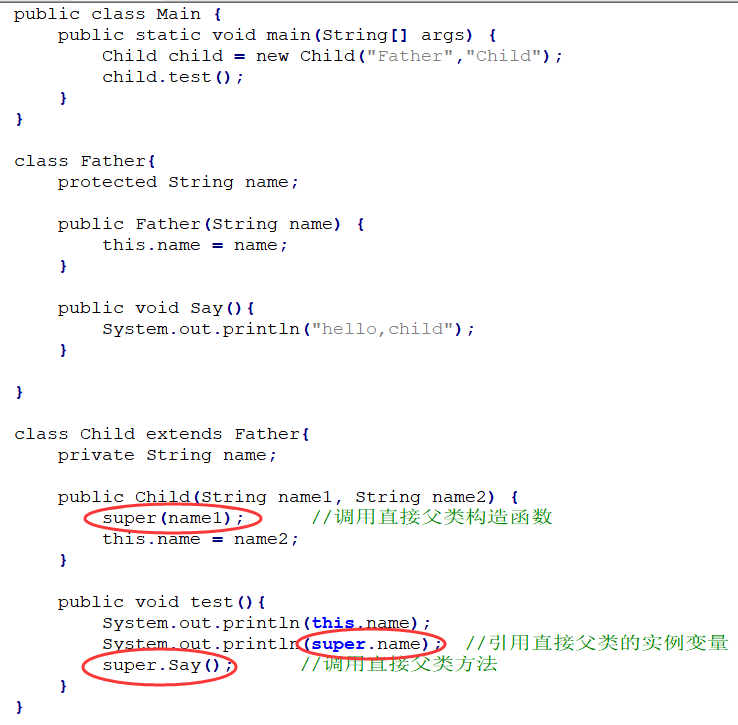 public class Main {
    public static void main(String[] args) {
        Child child = new Child("Father","Child");
        child.test();
    }
}

class Father{
    protected String name;

    public Father(String name) {
        this.name = name;
    }

    public void Say(){
        System.out.println("hello,child");
    }

}

class Child extends Father{
    private String name;

    public Child(String name1, String name2) {
        super(name1);      //调用直接父类构造函数
        this.name = name2;
    }

    public void test(){
        System.out.println(this.name);
        System.out.println(super.name);  //引用直接父类的实例变量
        super.Say();      //调用直接父类方法
    }
}